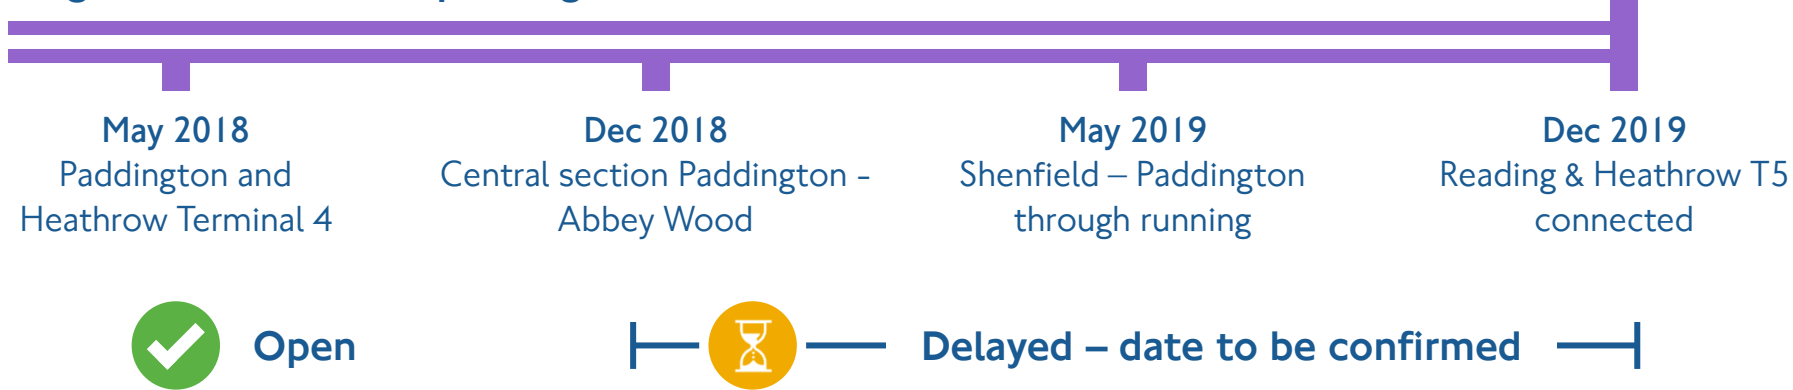 May 2018
Paddington and
Heathrow Terminal 4
Dec 2018
Central section Paddington -
Abbey Wood
May 2019
Shenfield – Paddington
through running
Dec 2019
Reading & Heathrow T5
connected
Open
Delayed – date to be confirmed